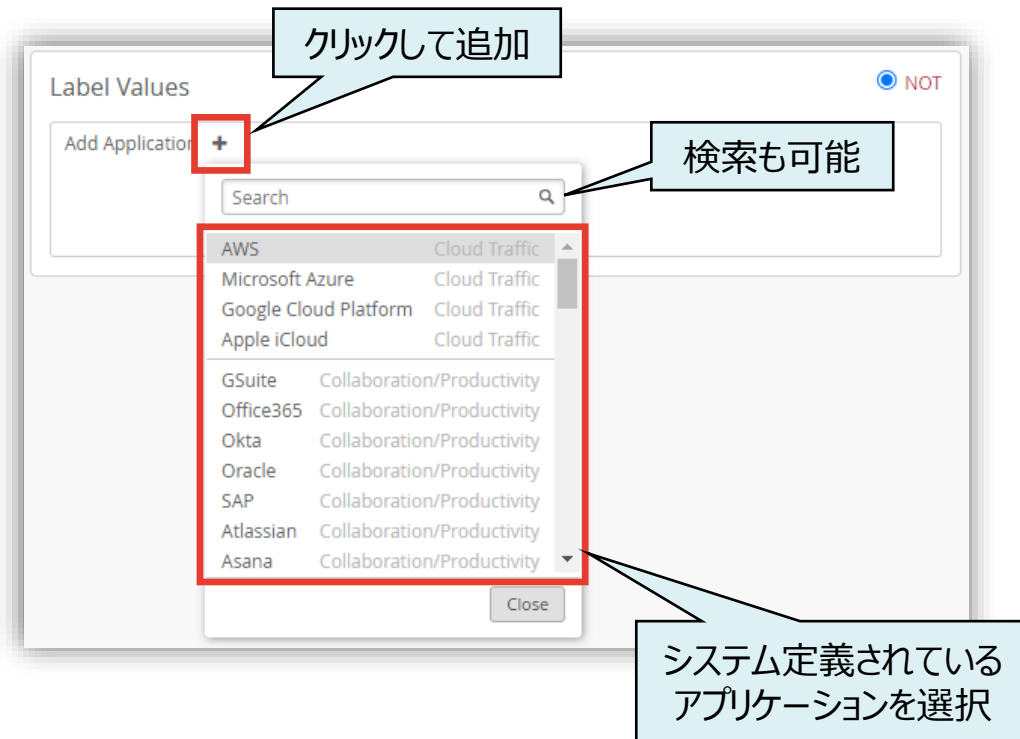 クリックして追加
Label Values
NOT
Add Application +
検索も可能
Search
AWS Cloud Traffic
Microsoft Azure Cloud Traffic
Google Cloud Platform Cloud Traffic
Apple iCloud Cloud Traffic
GSuite Collaboration/Productivity
Office365 Collaboration/Productivity
Okta Collaboration/Productivity
Oracle Collaboration/Productivity
SAP Collaboration/Productivity
Atlassian Collaboration/Productivity
Asana Collaboration/Productivity
Close
システム定義されている
アプリケーションを選択